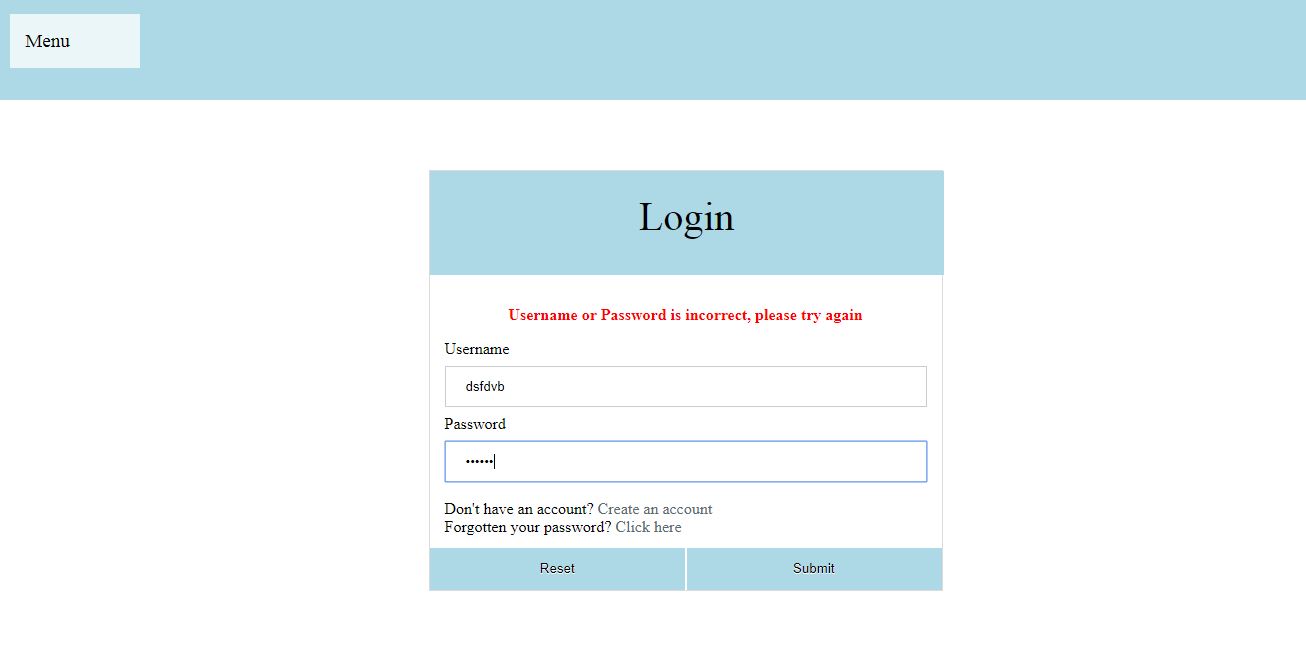 Menu
Login
Username or Password is incorrect, please try again
Username
dsfdvb
Password
••••••
Don't have an account? Create an account
Forgotten your password? Click here
Reset
Submit